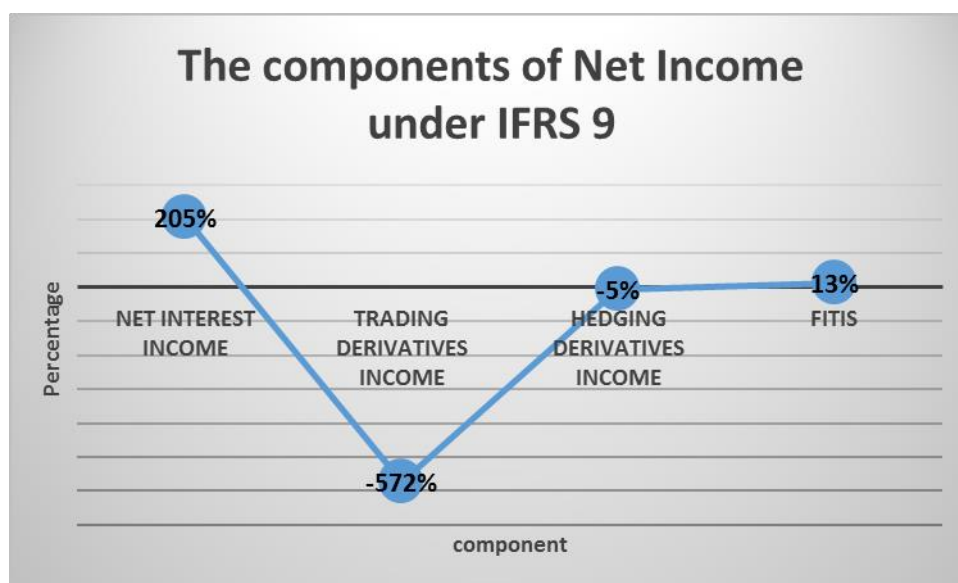 The components of Net Income
under IFRS 9
205%
-572%
-5%
13%
NET INTEREST
INCOME
TRADING
DERIVATIVES
INCOME
HEDGING
DERIVATIVES
INCOME
FITIS
Percentage
component